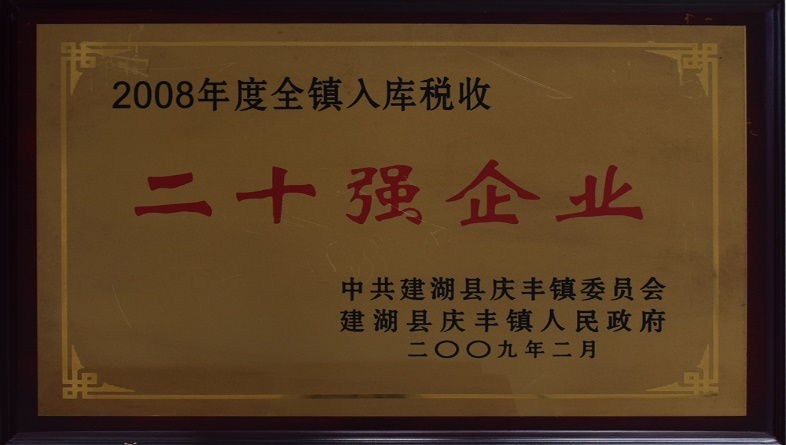 2008年度全镇入库税收
二十强企业
中共建湖县庆丰镇委员会
建湖县庆丰镇人民政府
二〇〇九年二月